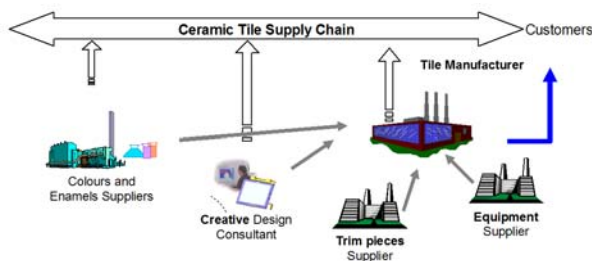 Ceramic Tile Supply Chain
Customers
Tile Manufacturer
Colours and
Enamels Suppliers
Creative Design
Consultant
Trim pieces
Supplier
Equipment
Supplier